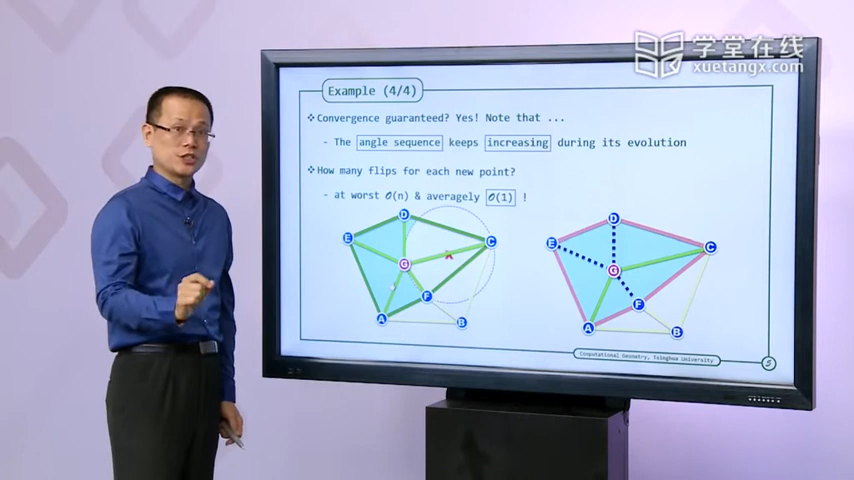 学堂在线
xuetangx.com
Example (4/4)
❖Convergence guaranteed? Yes! Note that ...
- The angle sequence keeps increasing during its evolution
❖How many flips for each new point?
- at worst O(n) & averagely O(1) !
D
E
C
G
F
A
B
D
E
C
G
F
A
B
Computational Geometry, Tsinghua University
5